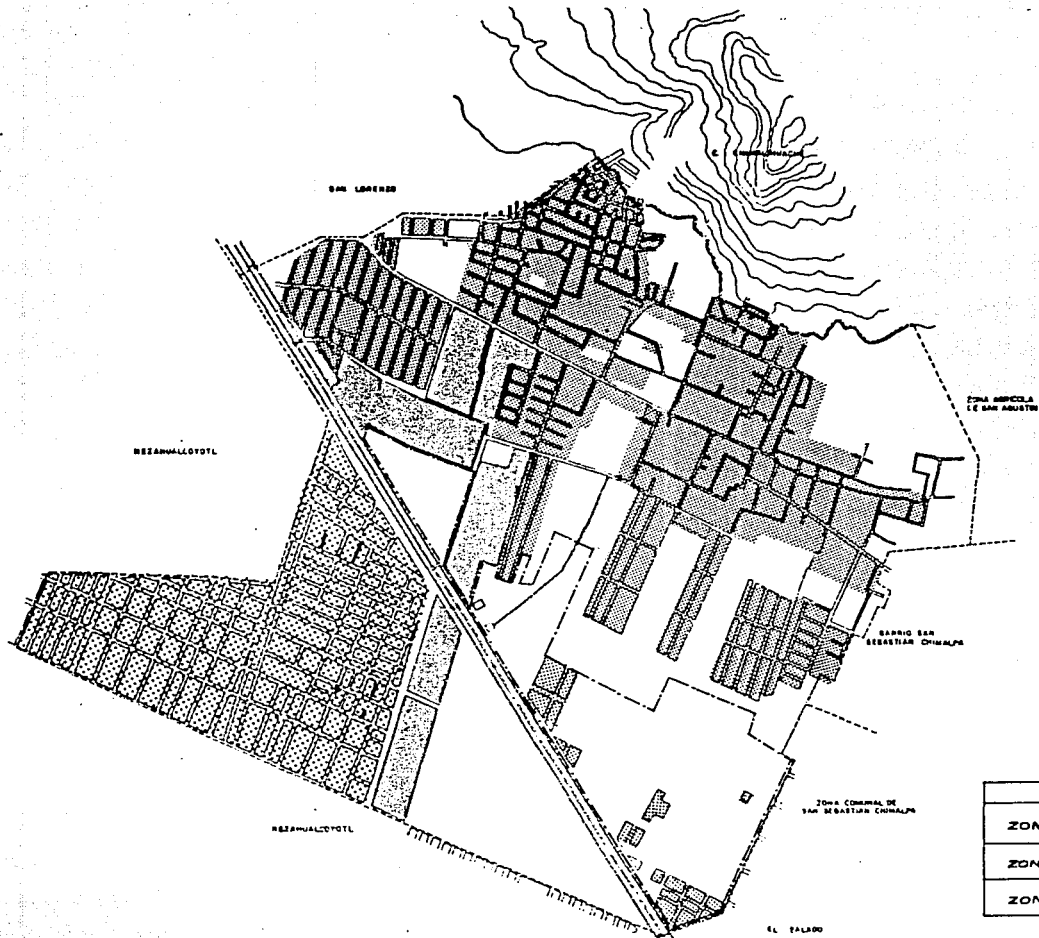 SAN LORENZO
ZONA AGRICOLA
DE SAN AGUSTIN
NEZAHUALCOYOTL
BARRIO SAN
SEBASTIAN CHIMALPA
ZONA COMUNAL DE
SAN SEBASTIAN CHIMALPA
NEZAHUALCOYOTL
EL SALADO
ZON
ZON
ZON